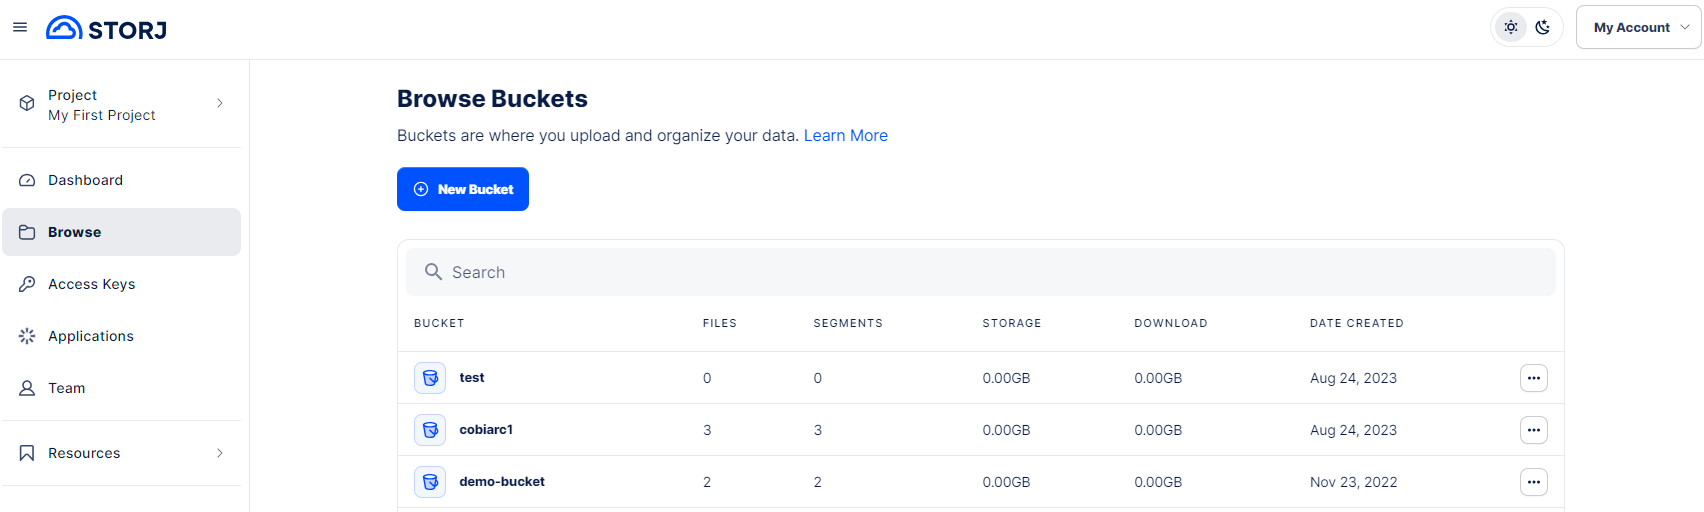 STORJ
My Account
Project
My First Project
Dashboard
Browse
Access Keys
Applications
Team
Resources
Browse Buckets
Buckets are where you upload and organize your data. Learn More
New Bucket
Search
BUCKET FILES SEGMENTS STORAGE DOWNLOAD DATE CREATED
test 0 0 0.00GB 0.00GB Aug 24, 2023
cobiarc1 3 3 0.00GB 0.00GB Aug 24, 2023
demo-bucket 2 2 0.00GB 0.00GB Nov 23, 2022